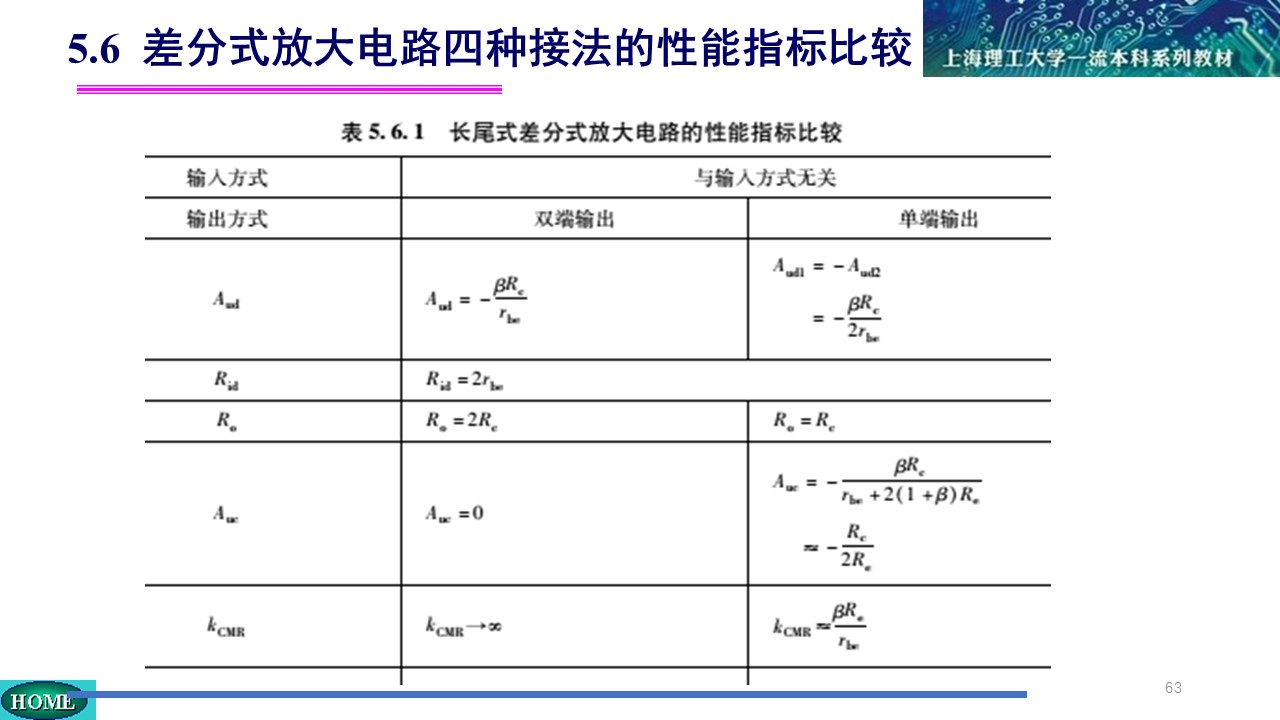 5.6 差分式放大电路四种接法的性能指标比较
上海理工大学一流本科系列教材
表 5.6.1 长尾式差分式放大电路的性能指标比较
输入方式 与输入方式无关
输出方式 双端输出 单端输出
A_ud A_ud = -βR_c/r_be A_ud1 = -A_ud2
= -βR_c/2r_be
R_id R_id = 2r_be
R_o R_o = 2R_c R_o = R_c
A_uc A_uc = 0 A_uc = -βR_c/(r_be + 2(1 + β)R_e)
≈ -R_c/2R_e
k_CMR k_CMR → ∞ k_CMR ≈ βR_e/r_be
HOME
63